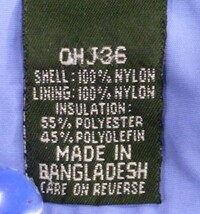 QHJ36
SHELL: 100% NYLON
LINING: 100% NYLON
INSULATION:
55% POLYESTER
45% POLYOLEFIN
MADE IN
BANGLADESH
CARE ON REVERSE